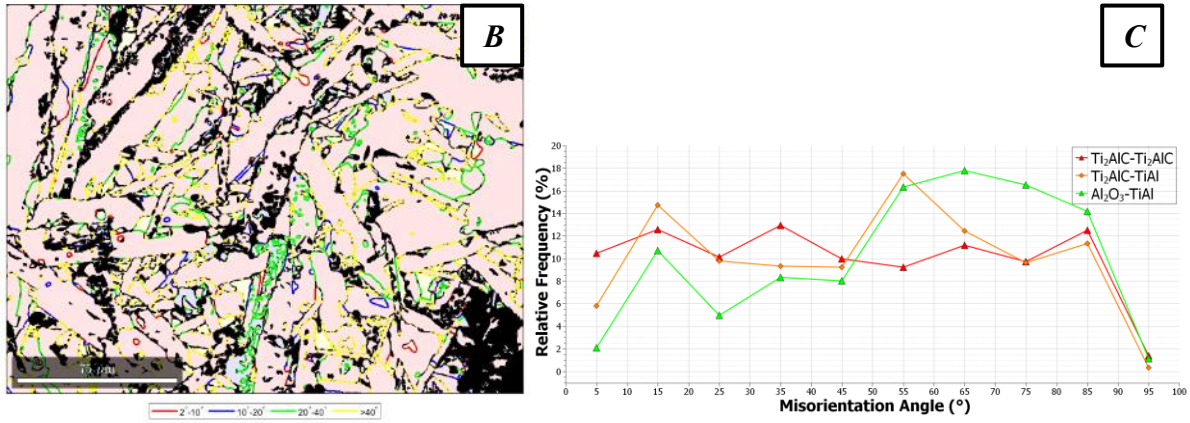 B
C
2°-10° 10°-20° 20°-40° >40°
Relative Frequency (%)
20
18
16
14
12
10
8
6
4
2
0
Ti₂AlC-Ti₂AlC
Ti₂AlC-TiAl
Al₂O₃-TiAl
0 5 10 15 20 25 30 35 40 45 50 55 60 65 70 75 80 85 90 95 100
Misorientation Angle (°)